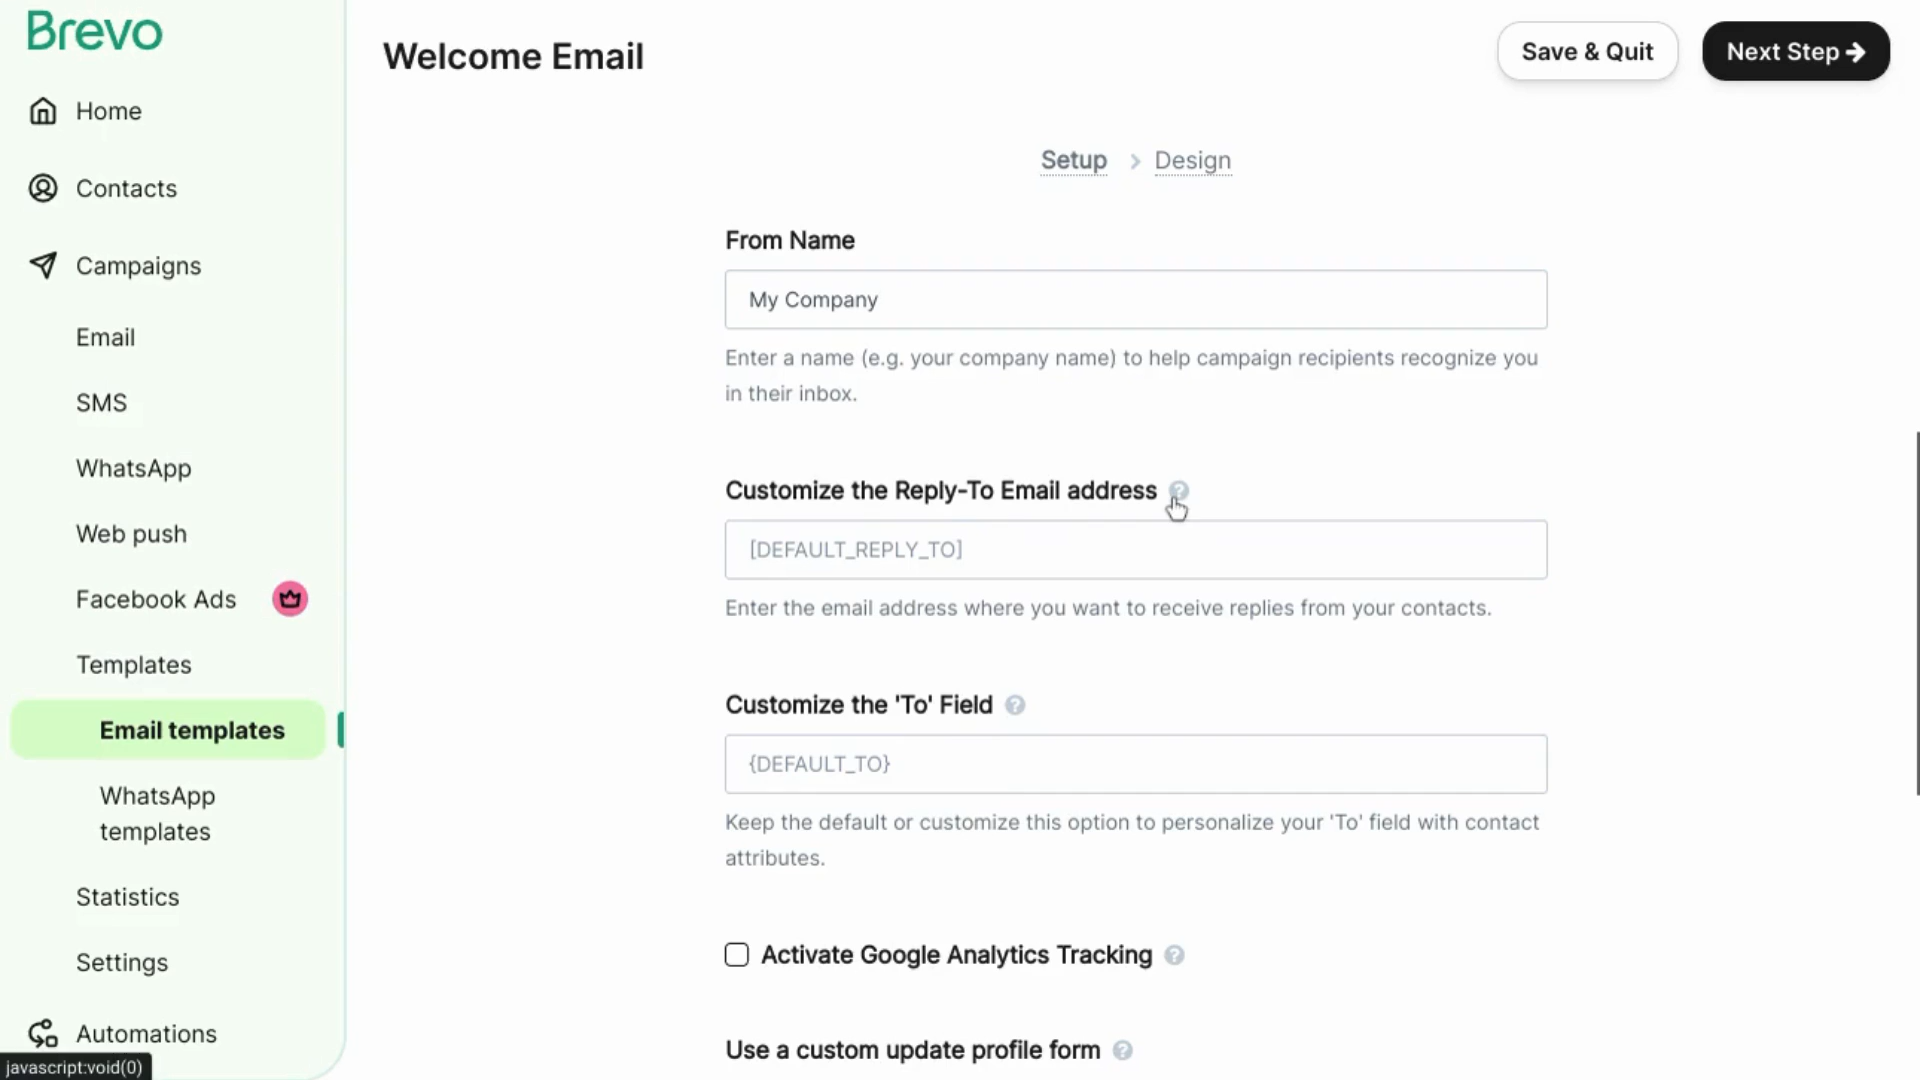 Brevo
Home
Contacts
Campaigns
Email
SMS
WhatsApp
Web push
Facebook Ads
Templates
Email templates
WhatsApp
templates
Statistics
Settings
Automations
javascript:void(0)
Welcome Email
Save & Quit
Next Step
Setup
Design
From Name
My Company
Enter a name (e.g. your company name) to help campaign recipients recognize you
in their inbox.
Customize the Reply-To Email address ?
[DEFAULT_REPLY_TO]
Enter the email address where you want to receive replies from your contacts.
Customize the 'To' Field ?
{DEFAULT_TO}
Keep the default or customize this option to personalize your 'To' field with contact
attributes.
Activate Google Analytics Tracking ?
Use a custom update profile form ?